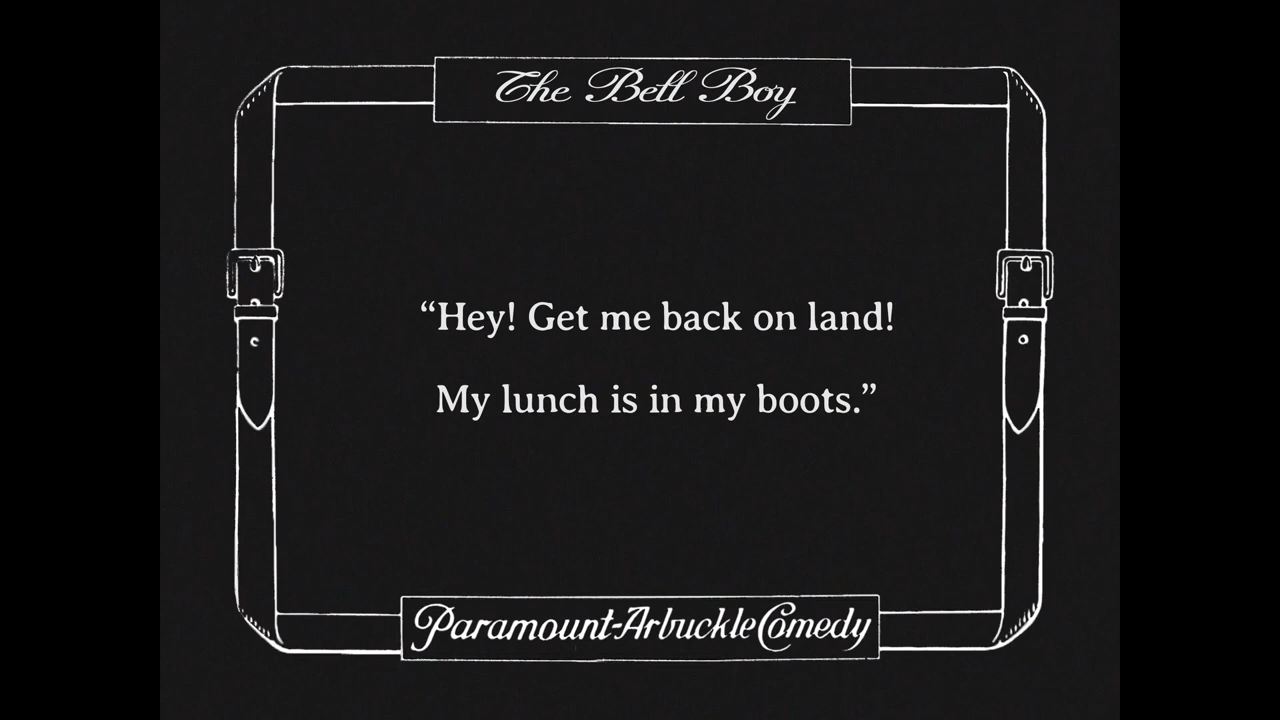 The Bell Boy
“Hey! Get me back on land!
My lunch is in my boots.”
Paramount-Arbuckle Comedy